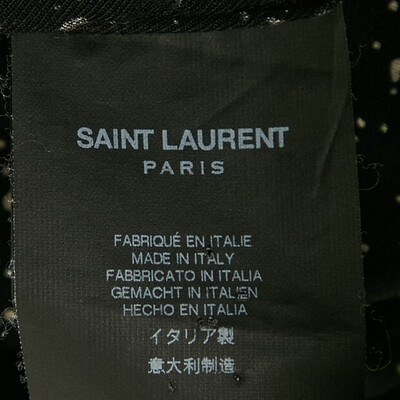 SAINT LAURENT
PARIS
FABRIQUÉ EN ITALIE
MADE IN ITALY
FABBRICATO IN ITALIA
GEMACHT IN ITALIEN
HECHO EN ITALIA
イタリア製
意大利制造